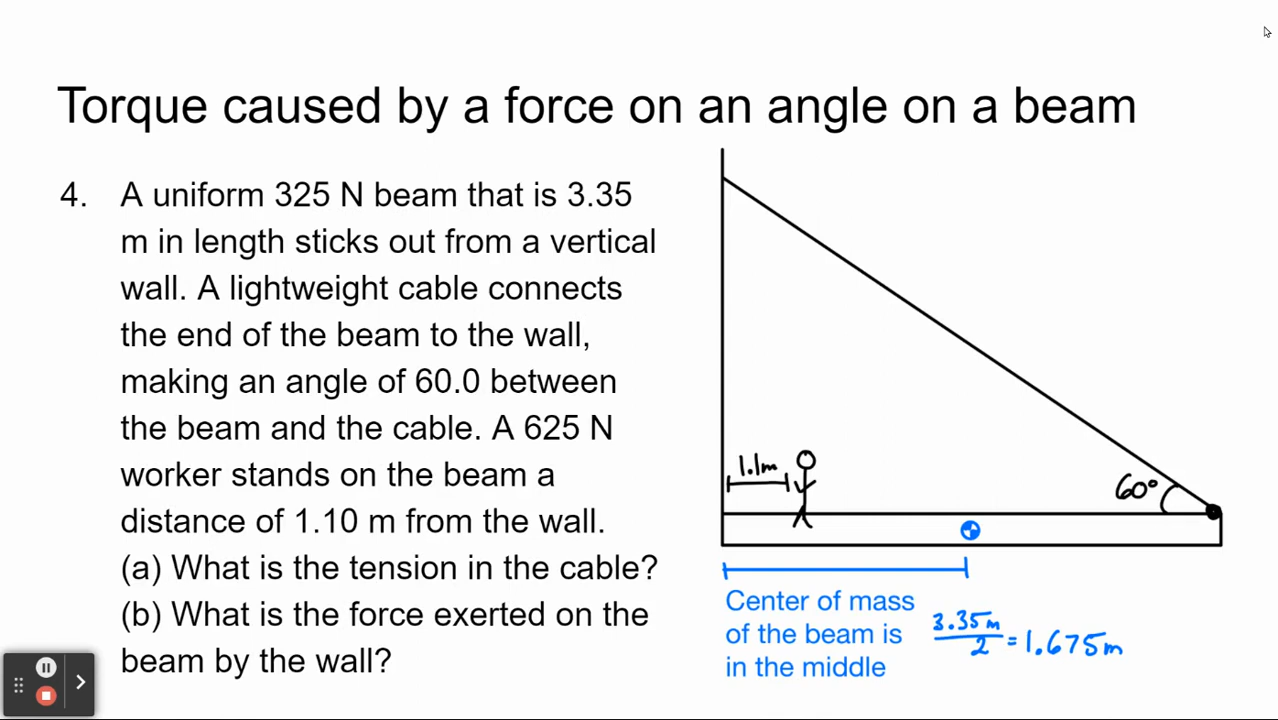 Torque caused by a force on an angle on a beam
4. A uniform 325 N beam that is 3.35
m in length sticks out from a vertical
wall. A lightweight cable connects
the end of the beam to the wall,
making an angle of 60.0 between
the beam and the cable. A 625 N
worker stands on the beam a
distance of 1.10 m from the wall.
(a) What is the tension in the cable?
(b) What is the force exerted on the
beam by the wall?
1.1m
60°
Center of mass
of the beam is
in the middle
3.35m
2
=1.675m